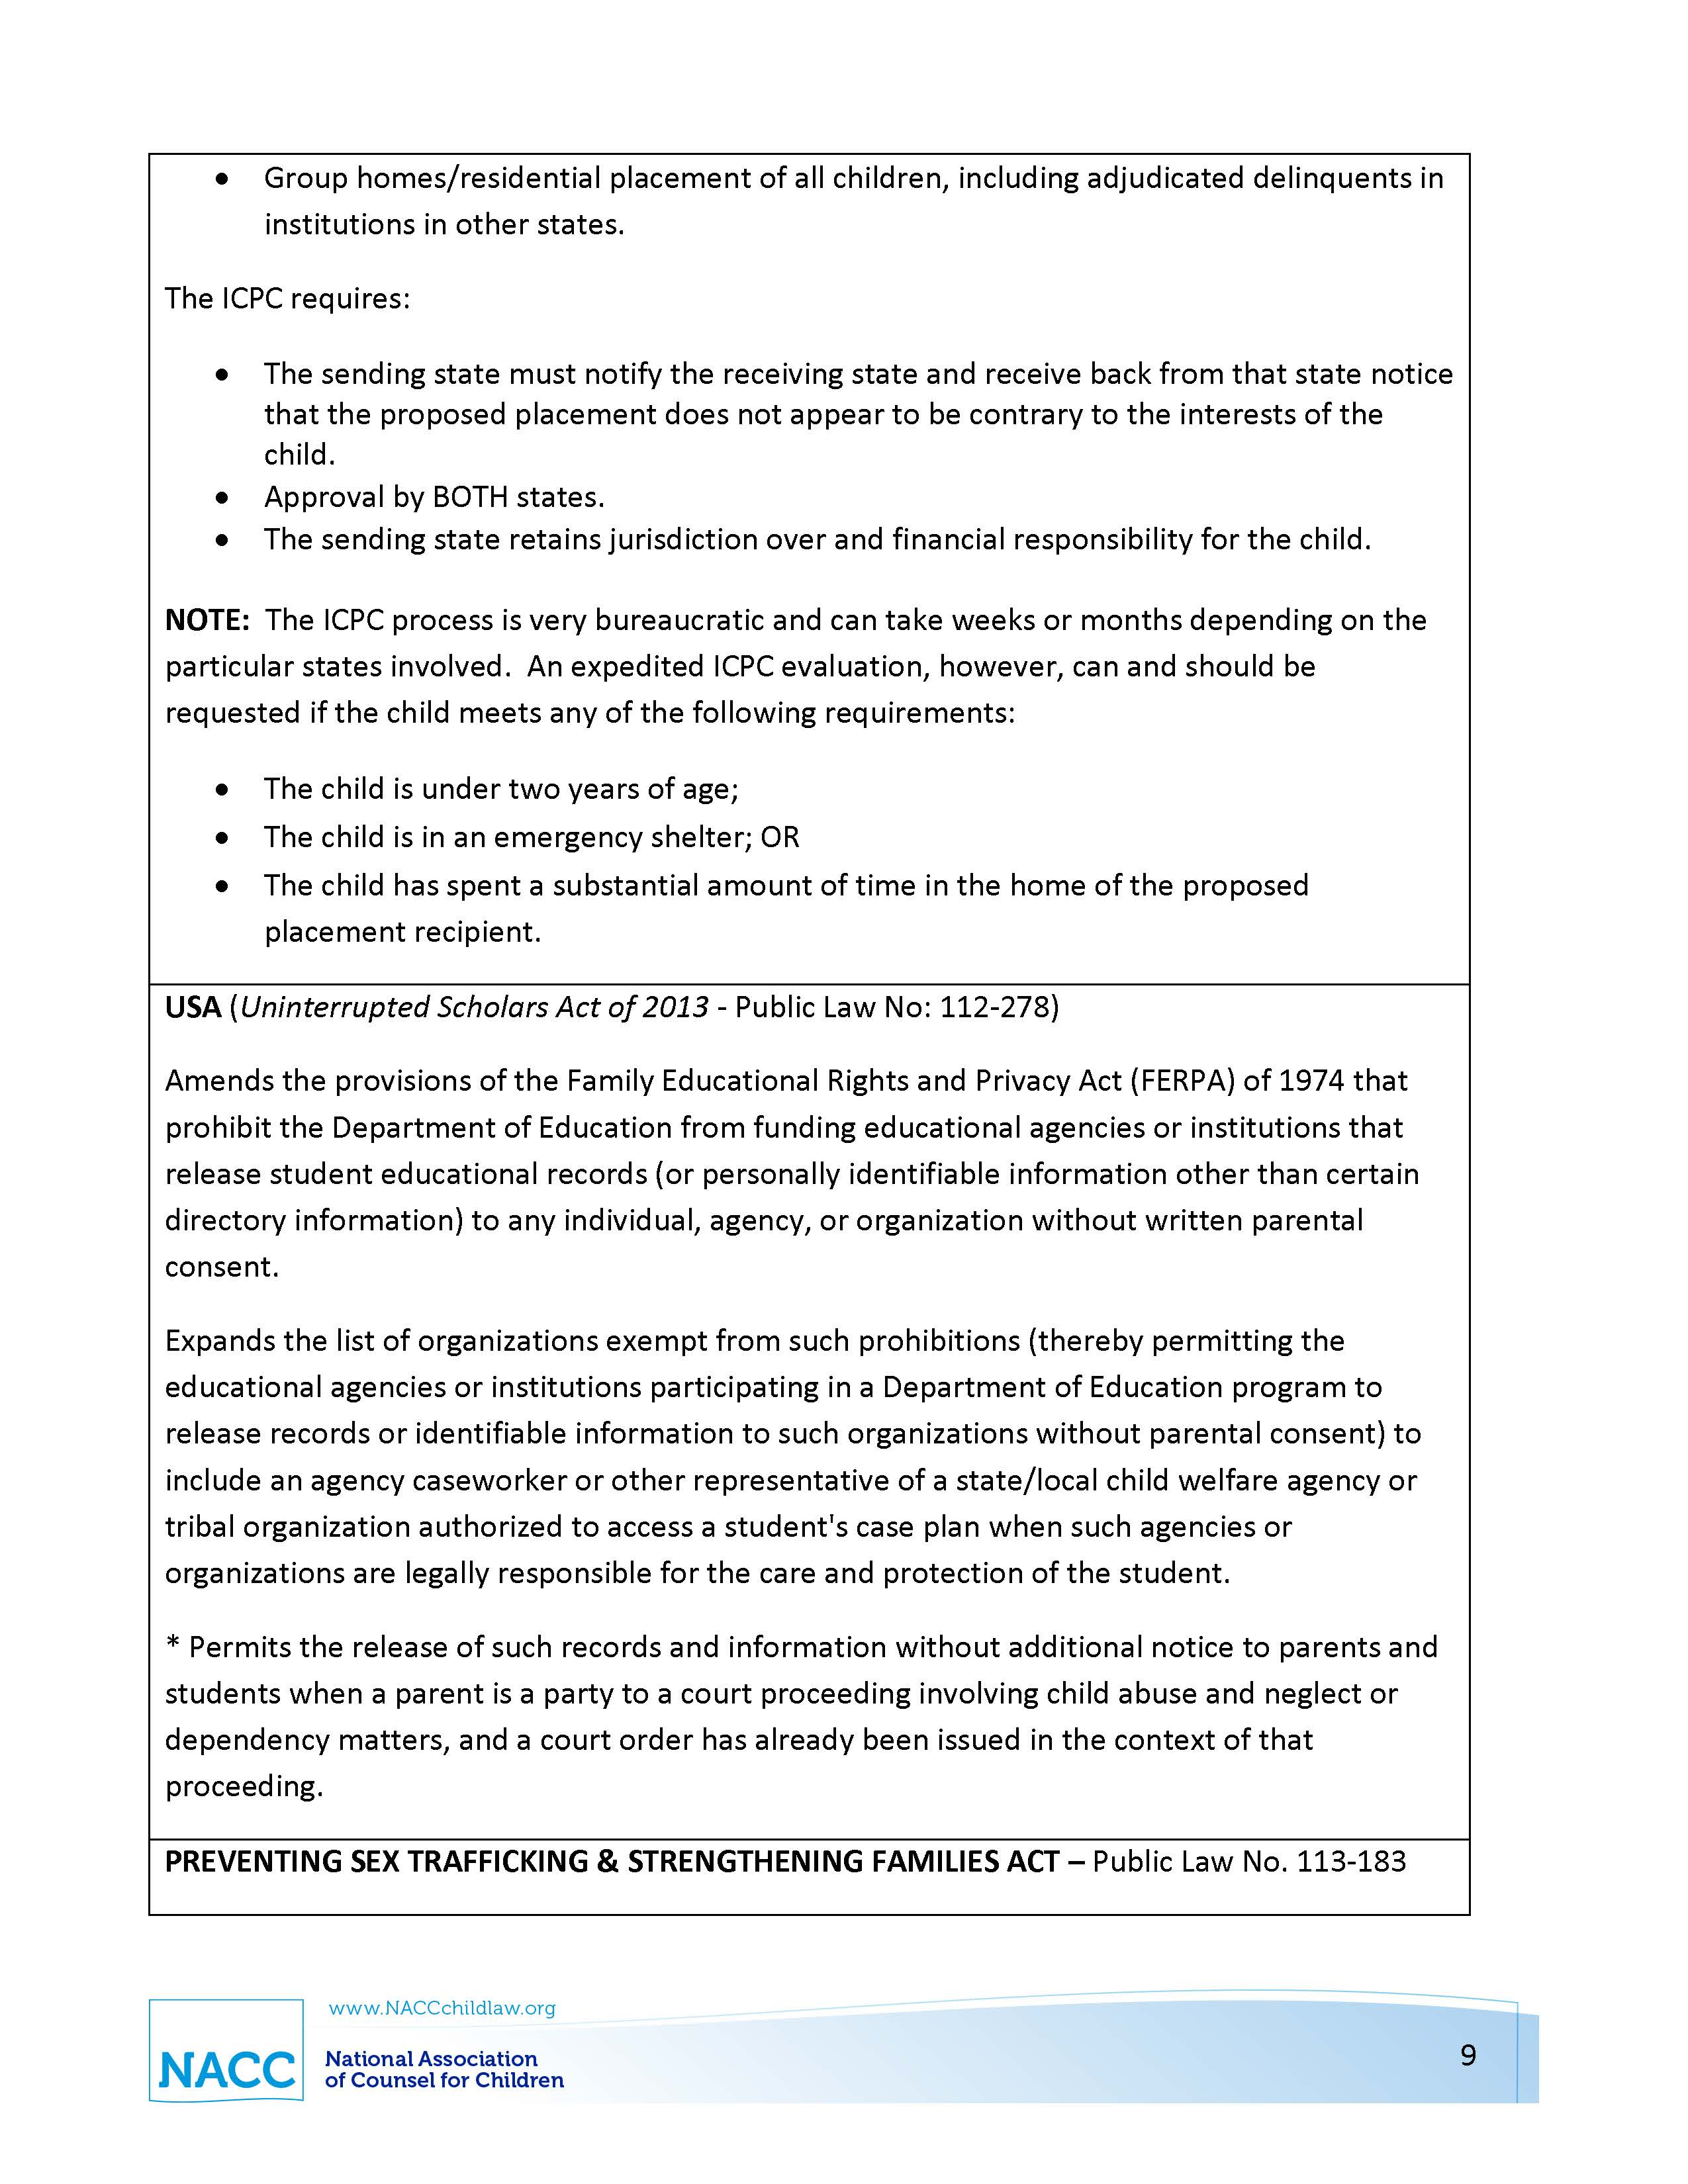 • Group homes/residential placement of all children, including adjudicated delinquents in
institutions in other states.
The ICPC requires:
• The sending state must notify the receiving state and receive back from that state notice
that the proposed placement does not appear to be contrary to the interests of the
child.
• Approval by BOTH states.
• The sending state retains jurisdiction over and financial responsibility for the child.
NOTE:  The ICPC process is very bureaucratic and can take weeks or months depending on the
particular states involved.  An expedited ICPC evaluation, however, can and should be
requested if the child meets any of the following requirements:
• The child is under two years of age;
• The child is in an emergency shelter; OR
• The child has spent a substantial amount of time in the home of the proposed
placement recipient.
USA (Uninterrupted Scholars Act of 2013 - Public Law No: 112-278)
Amends the provisions of the Family Educational Rights and Privacy Act (FERPA) of 1974 that
prohibit the Department of Education from funding educational agencies or institutions that
release student educational records (or personally identifiable information other than certain
directory information) to any individual, agency, or organization without written parental
consent.
Expands the list of organizations exempt from such prohibitions (thereby permitting the
educational agencies or institutions participating in a Department of Education program to
release records or identifiable information to such organizations without parental consent) to
include an agency caseworker or other representative of a state/local child welfare agency or
tribal organization authorized to access a student's case plan when such agencies or
organizations are legally responsible for the care and protection of the student.
* Permits the release of such records and information without additional notice to parents and
students when a parent is a party to a court proceeding involving child abuse and neglect or
dependency matters, and a court order has already been issued in the context of that
proceeding.
PREVENTING SEX TRAFFICKING & STRENGTHENING FAMILIES ACT – Public Law No. 113-183
www.NACCchildlaw.org
NACC
National Association
of Counsel for Children
9